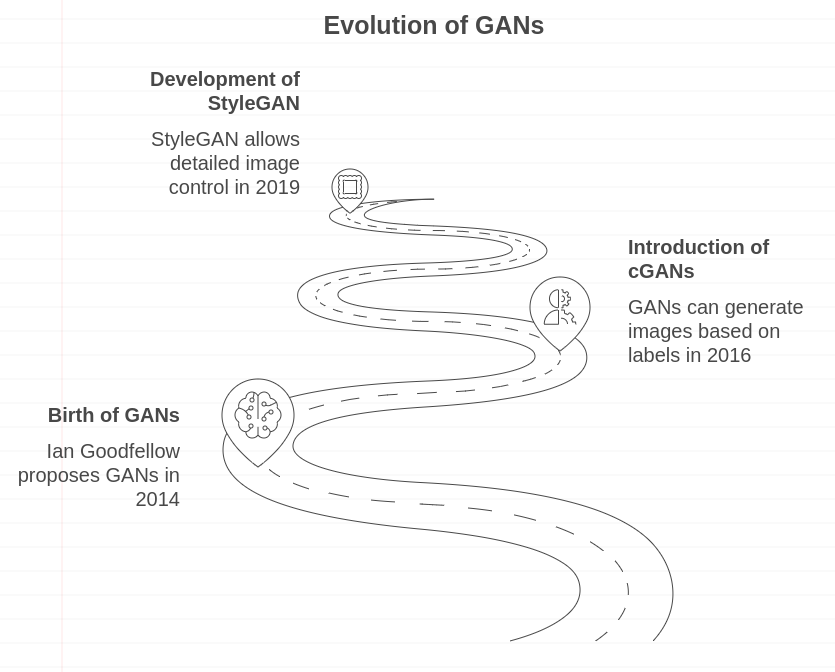 Evolution of GANs
Development of
StyleGAN
StyleGAN allows
detailed image
control in 2019
Introduction of
cGANs
GANs can generate
images based on
labels in 2016
Birth of GANs
Ian Goodfellow
proposes GANs in
2014